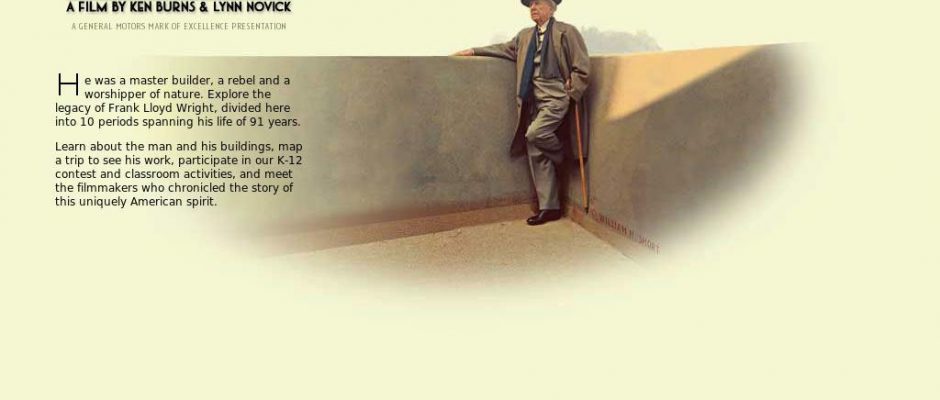 A FILM BY KEN BURNS & LYNN NOVICK
A GENERAL MOTORS MARK OF EXCELLENCE PRESENTATION
He was a master builder, a rebel and a
worshipper of nature. Explore the
legacy of Frank Lloyd Wright, divided here
into 10 periods spanning his life of 91 years.
Learn about the man and his buildings, map
a trip to see his work, participate in our K-12
contest and classroom activities, and meet
the filmmakers who chronicled the story of
this uniquely American spirit.
© WILLIAM H. SHORT